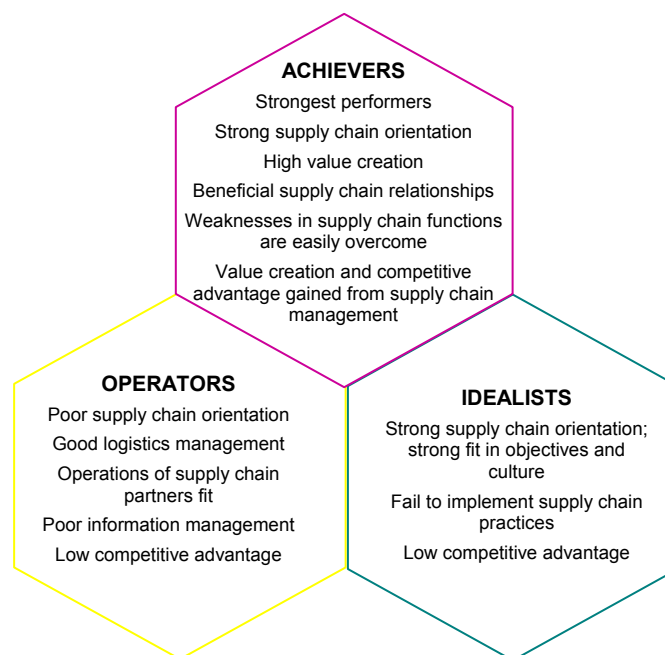 ACHIEVERS
Strongest performers
Strong supply chain orientation
High value creation
Beneficial supply chain relationships
Weaknesses in supply chain functions
are easily overcome
Value creation and competitive
advantage gained from supply chain
management
OPERATORS
Poor supply chain orientation
Good logistics management
Operations of supply chain
partners fit
Poor information management
Low competitive advantage
IDEALISTS
Strong supply chain orientation;
strong fit in objectives and
culture
Fail to implement supply chain
practices
Low competitive advantage